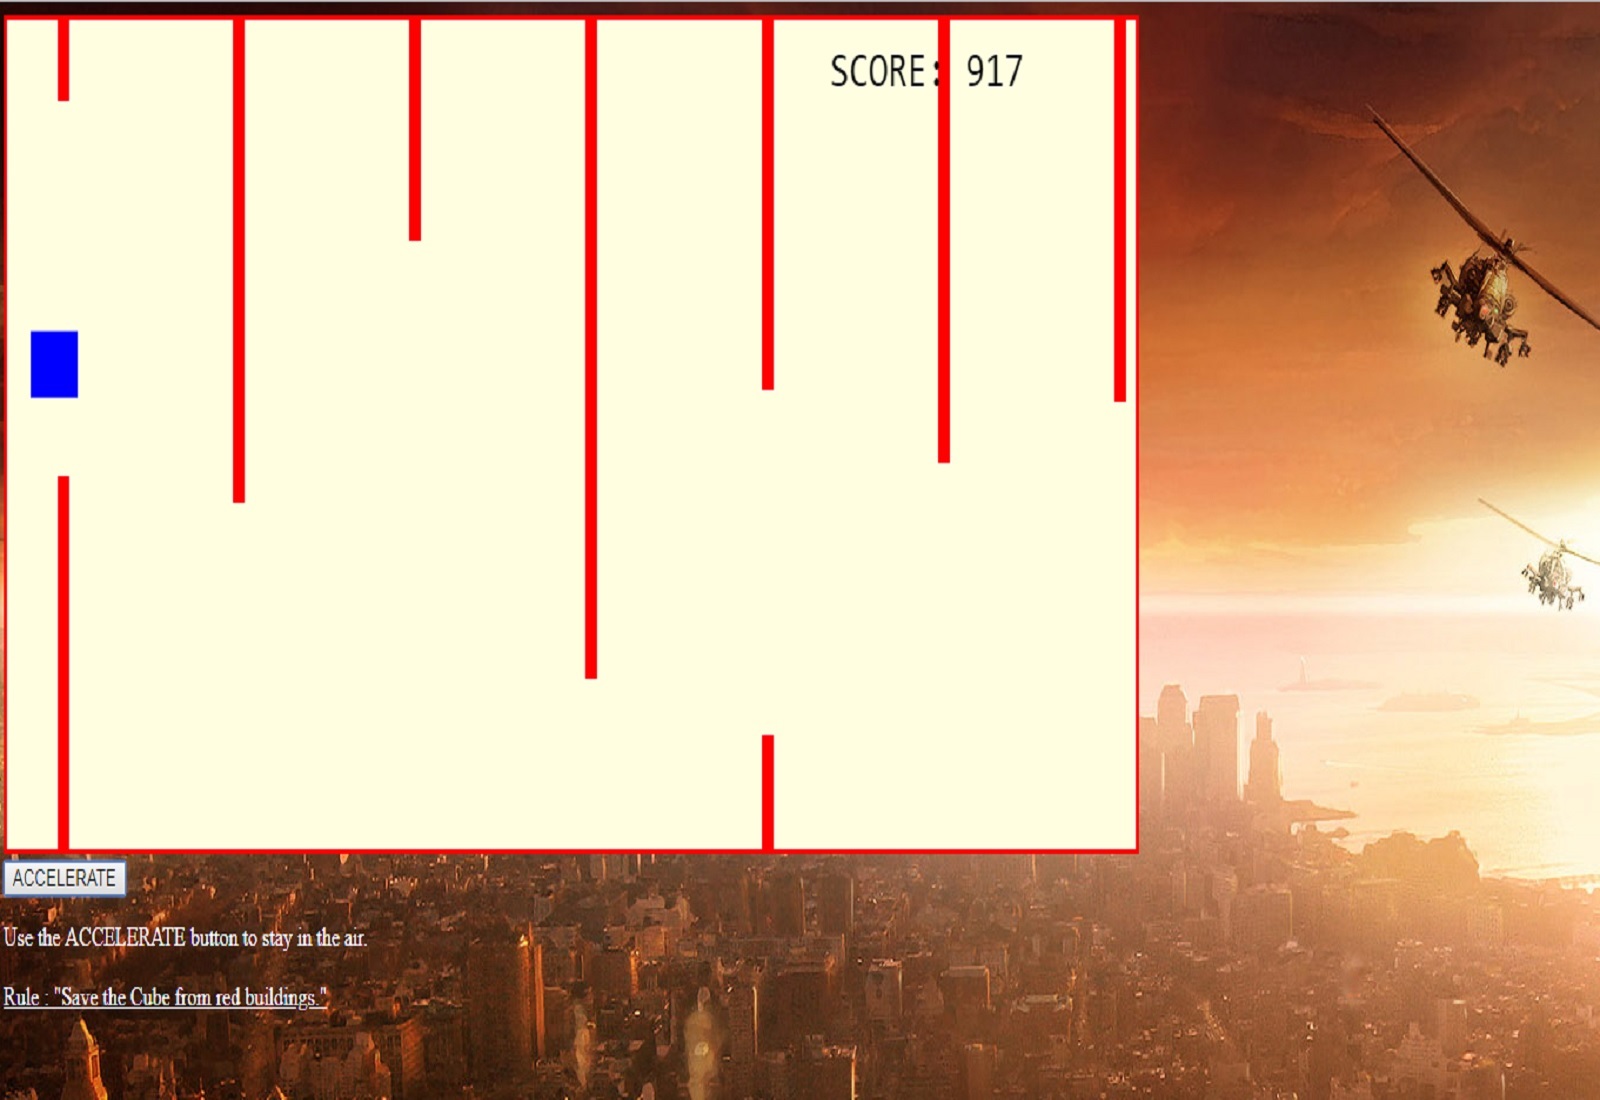 SCORE: 917
ACCELERATE
Use the ACCELERATE button to stay in the air.
Rule : "Save the Cube from red buildings."